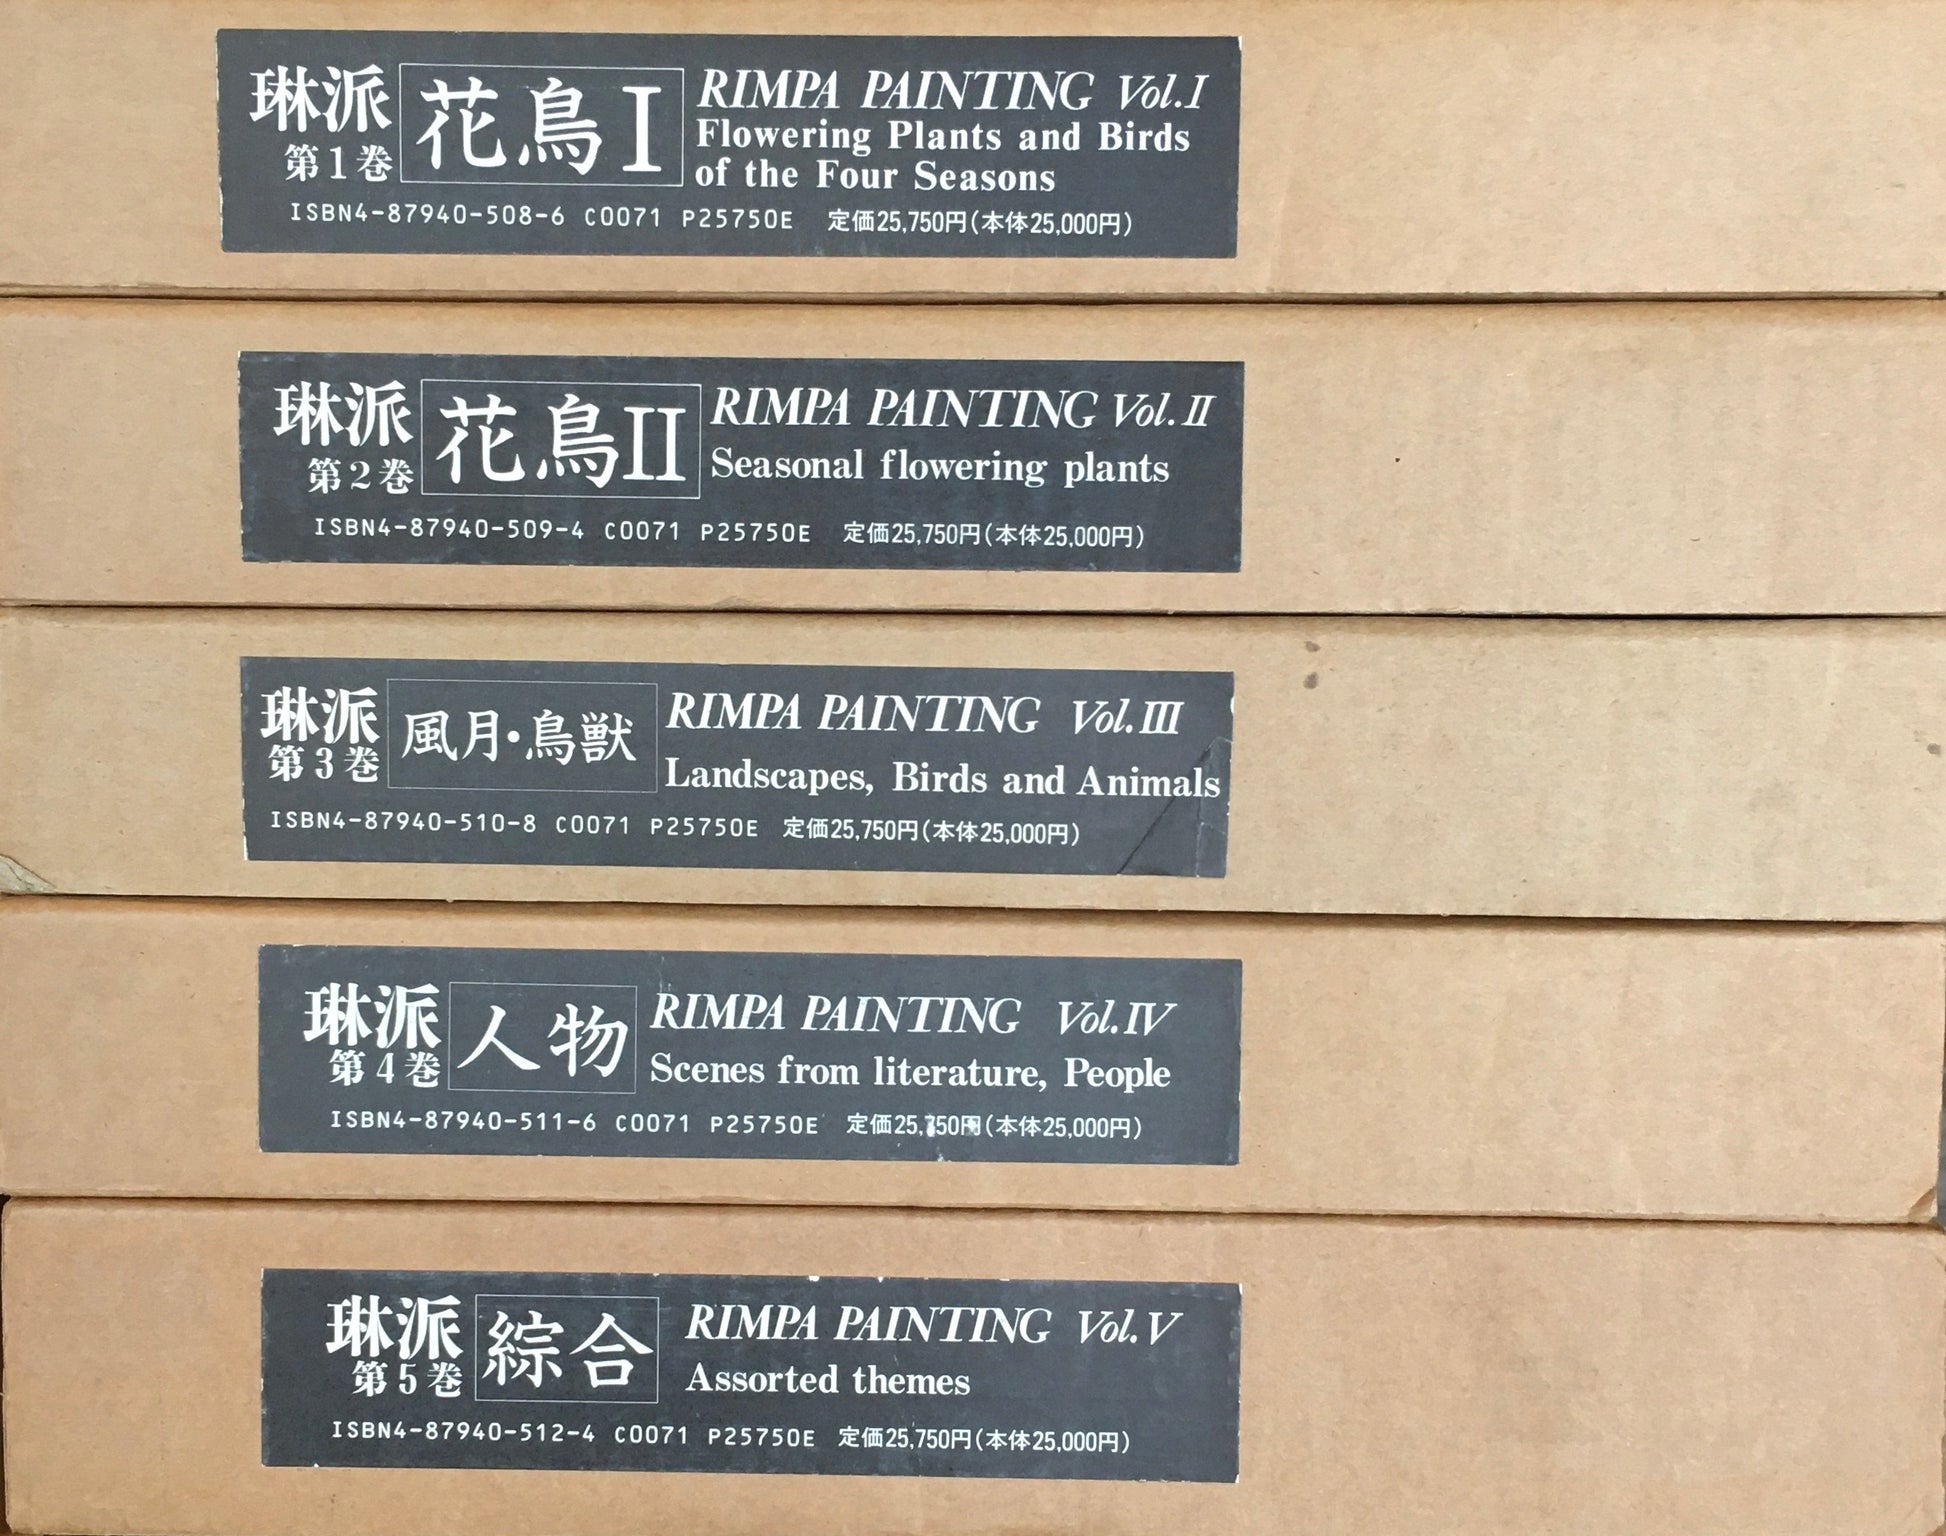 琳派 花鳥I RIMPA PAINTING Vol.I
第1巻 Flowering Plants and Birds
of the Four Seasons
ISBN4-87940-508-6 C0071 P25750E 定価25,750円(本体25,000円)
琳派 花鳥II RIMPA PAINTING Vol.II
第2巻 Seasonal flowering plants
ISBN4-87940-509-4 C0071 P25750E 定価25,750円(本体25,000円)
琳派 風月・鳥獣 RIMPA PAINTING Vol.III
第3巻 Landscapes, Birds and Animals
ISBN4-87940-510-8 C0071 P25750E 定価25,750円(本体25,000円)
琳派 人物 RIMPA PAINTING Vol.IV
第4巻 Scenes from literature, People
ISBN4-87940-511-6 C0071 P25750E 定価25,750円(本体25,000円)
琳派 綜合 RIMPA PAINTING Vol.V
第5巻 Assorted themes
ISBN4-87940-512-4 C0071 P25750E 定価25,750円(本体25,000円)